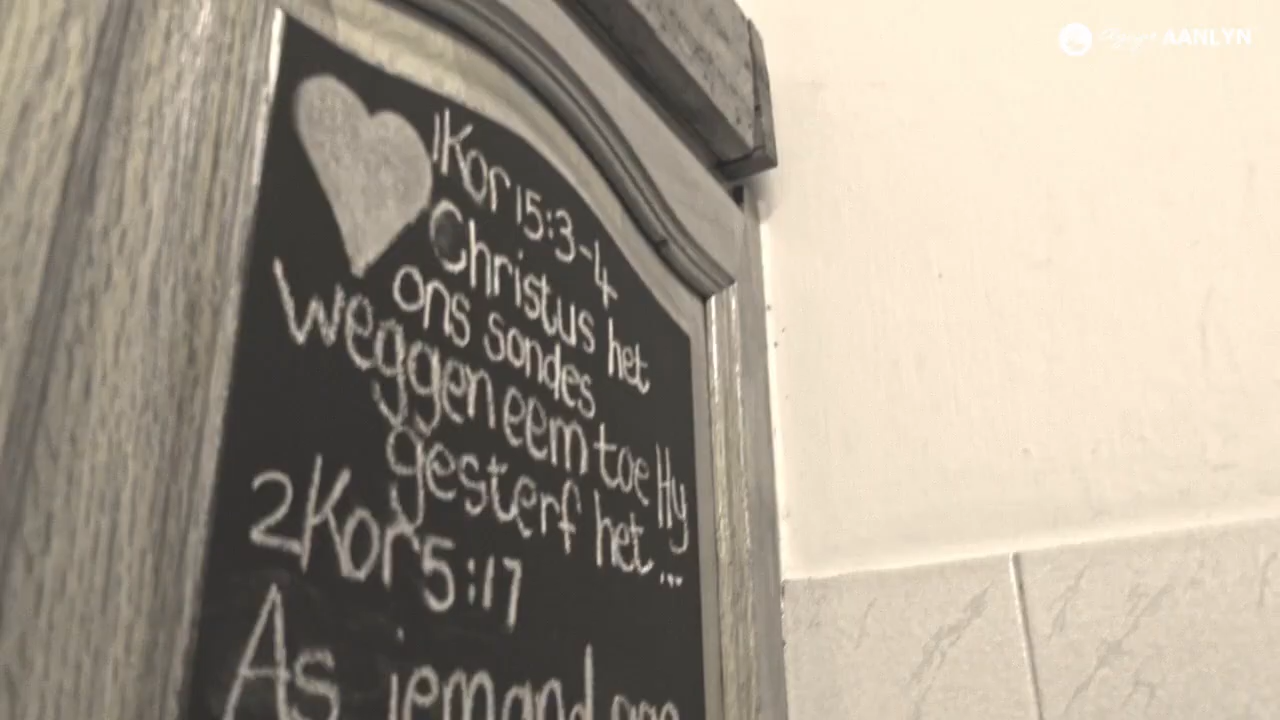 AANLYN
1Kor 15:3-4
Christus het
ons sondes
weggeneem toe Hy
gesterf het...
2Kor 5:17
As iemand